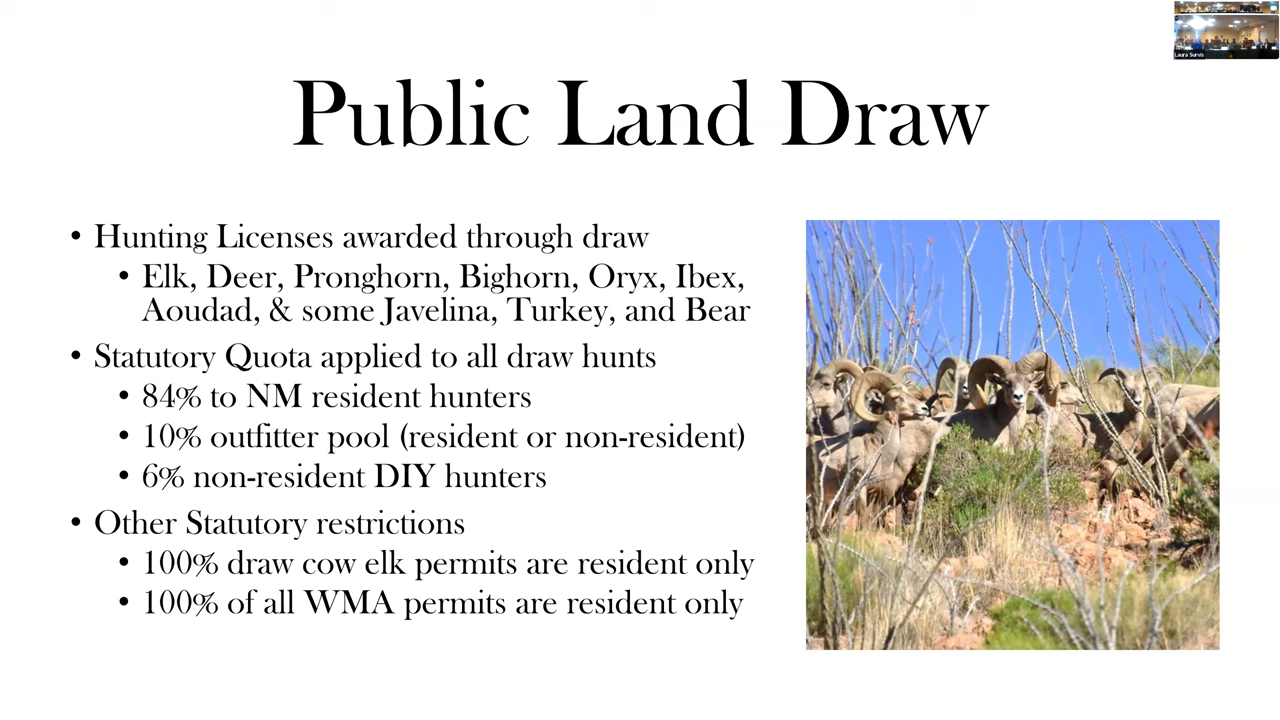 Laura Survis
Public Land Draw
• Hunting Licenses awarded through draw
• Elk, Deer, Pronghorn, Bighorn, Oryx, Ibex,
Aoudad, & some Javelina, Turkey, and Bear
• Statutory Quota applied to all draw hunts
• 84% to NM resident hunters
• 10% outfitter pool (resident or non-resident)
• 6% non-resident DIY hunters
• Other Statutory restrictions
• 100% draw cow elk permits are resident only
• 100% of all WMA permits are resident only